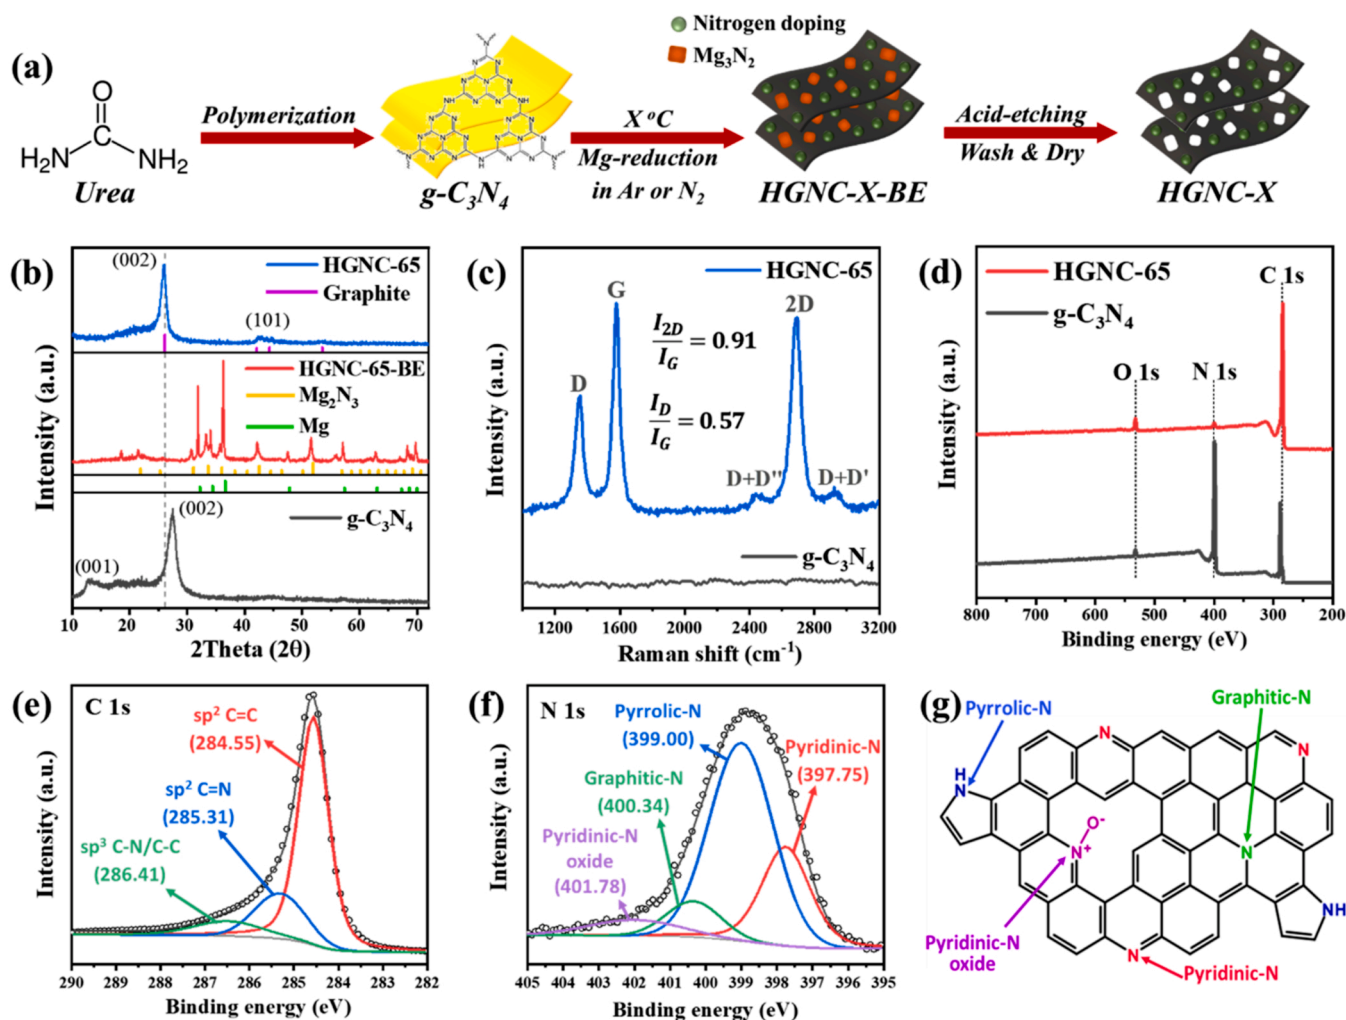 (a)
Urea
O
H₂N
NH₂
Polymerization
g-C₃N₄
X °C
Mg-reduction
in Ar or N₂
Nitrogen doping
Mg₃N₂
HGNC-X-BE
Acid-etching
Wash & Dry
HGNC-X
(b)
Intensity (a.u.)
(002)
HGNC-65
Graphite
(101)
HGNC-65-BE
Mg₂N₃
Mg
(002)
g-C₃N₄
(001)
10 20 30 40 50 60 70
2Theta (2θ)
(c)
Intensity (a.u.)
HGNC-65
G
2D
D
I₂D/IG = 0.91
ID/IG = 0.57
D+D''
D+D'
g-C₃N₄
1200 1600 2000 2400 2800 3200
Raman shift (cm⁻¹)
(d)
Intensity (a.u.)
HGNC-65
g-C₃N₄
C 1s
O 1s
N 1s
800 700 600 500 400 300 200
Binding energy (eV)
(e)
Intensity (a.u.)
C 1s
sp² C=C
(284.55)
sp² C=N
(285.31)
sp³ C-N/C-C
(286.41)
290 289 288 287 286 285 284 283 282
Binding energy (eV)
(f)
Intensity (a.u.)
N 1s
Pyrrolic-N
(399.00)
Pyridinic-N
(397.75)
Graphitic-N
(400.34)
Pyridinic-N
oxide
(401.78)
405 404 403 402 401 400 399 398 397 396 395
Binding energy (eV)
(g)
Pyrrolic-N
Graphitic-N
N
N
H
N
O⁻
N⁺
N
NH
Pyridinic-N
oxide
N
Pyridinic-N